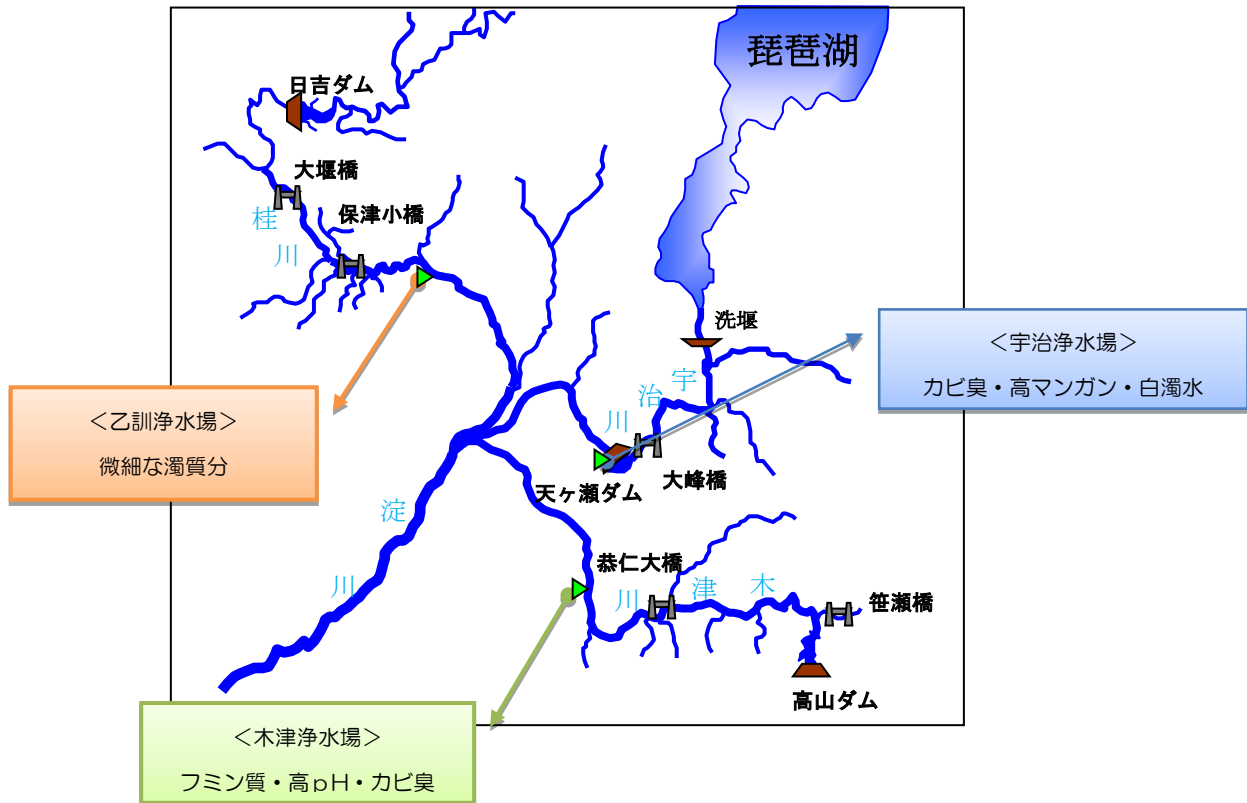 琵琶湖
日吉ダム
大堰橋
桂川
保津小橋
洗堰
宇治川
<宇治浄水場>
カビ臭・高マンガン・白濁水
<乙訓浄水場>
微細な濁質分
大峰橋
天ヶ瀬ダム
淀川
恭仁大橋
川津木
笹瀬橋
高山ダム
<木津浄水場>
フミン質・高pH・カビ臭